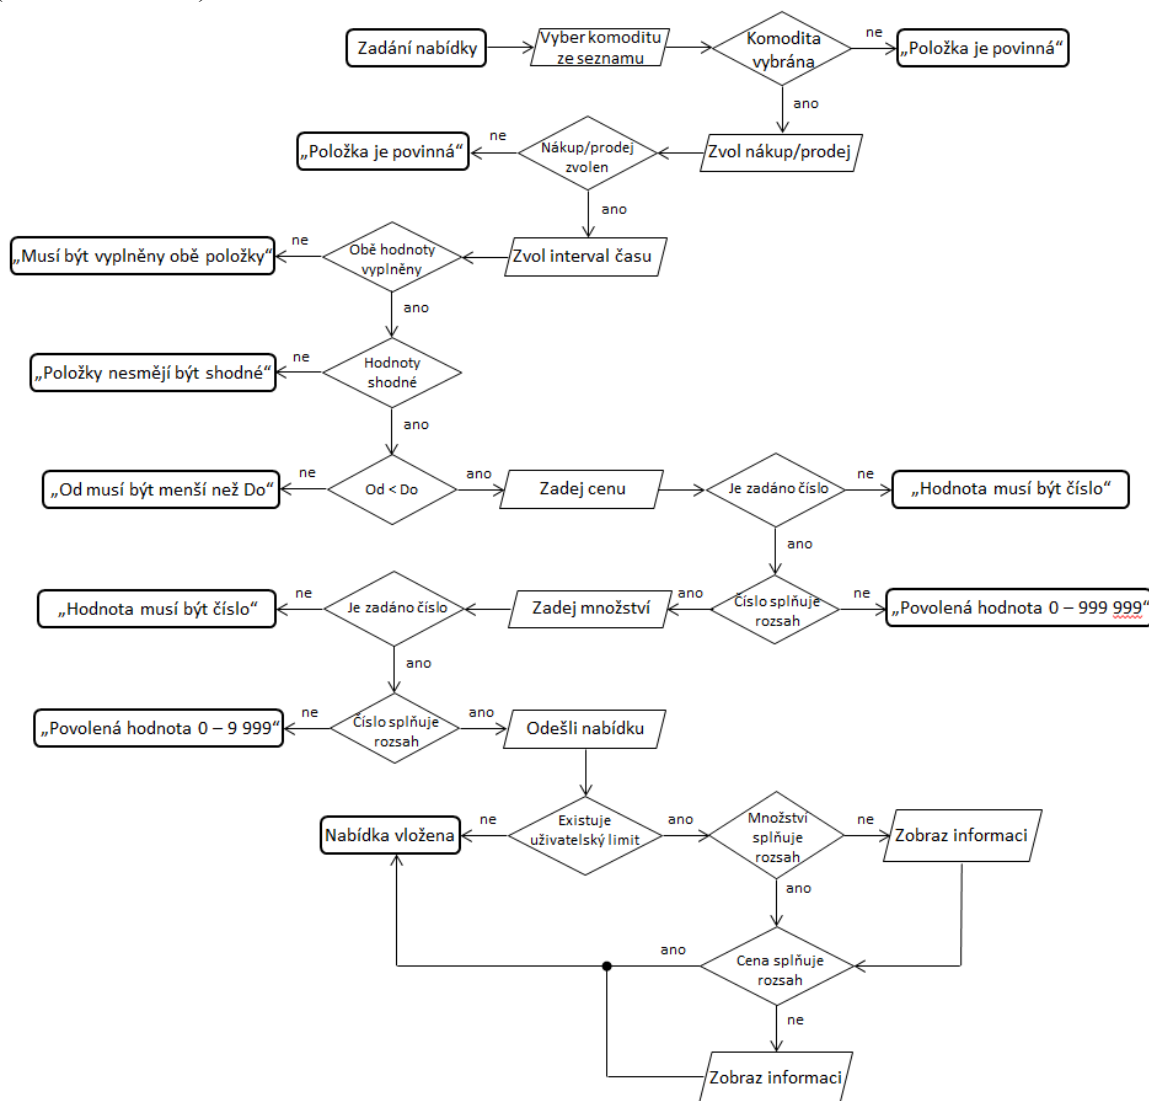 Zadání nabídky
Vyber komoditu
ze seznamu
Komodita
vybrána
ne
„Položka je povinná“
ano
„Položka je povinná“
ne
Nákup/prodej
zvolen
Zvol nákup/prodej
ano
„Musí být vyplněny obě položky“
ne
Obě hodnoty
vyplněny
Zvol interval času
ano
„Položky nesmějí být shodné“
ne
Hodnoty
shodné
ano
„Od musí být menší než Do“
ne
Od < Do
ano
Zadej cenu
Je zadáno číslo
ne
„Hodnota musí být číslo“
ano
„Hodnota musí být číslo“
ne
Je zadáno číslo
Zadej množství
ano
Číslo splňuje
rozsah
ne
„Povolená hodnota 0 – 999 999“
ano
„Povolená hodnota 0 – 9 999“
ne
Číslo splňuje
rozsah
ano
Odešli nabídku
Nabídka vložena
ne
Existuje
uživatelský limit
ano
Množství
splňuje
rozsah
ne
Zobraz informaci
ano
ano
Cena splňuje
rozsah
ne
Zobraz informaci